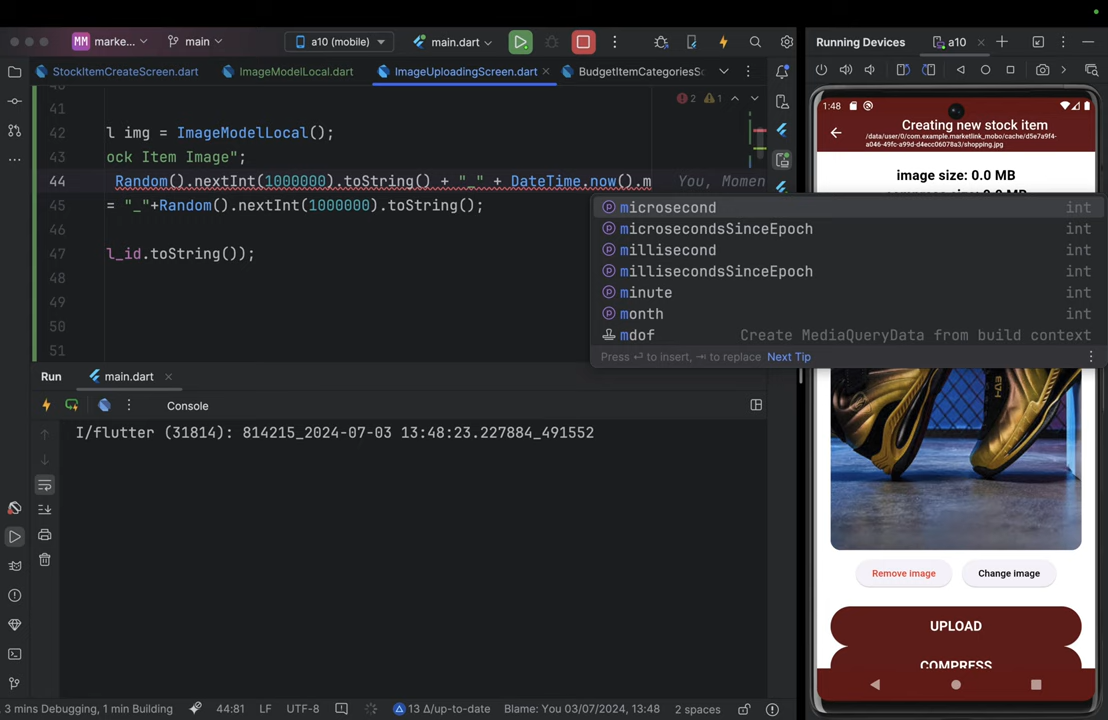 MM marke...
main
a10 (mobile)
main.dart
Running Devices
a10
StockItemCreateScreen.dart
ImageModelLocal.dart
ImageUploadingScreen.dart
BudgetItemCategoriesSc
41
2
1
42 l img = ImageModelLocal();
43 ock Item Image";
44 Random().nextInt(1000000).toString() + "_" + DateTime.now().m You, Momen
45 = "_"+Random().nextInt(1000000).toString();
46
47 l_id.toString());
48
49
50
51
microsecond int
microsecondsSinceEpoch int
millisecond int
millisecondsSinceEpoch int
minute int
month int
mdof Create MediaQueryData from build context
Press ⏎ to insert, ⇥ to replace Next Tip
Run
main.dart
Console
I/flutter (31814): 814215_2024-07-03 13:48:23.227884_491552
1:48
Creating new stock item
/data/user/0/com.example.marketlink_mobo/cache/d5e7a9f4-
a046-49fc-a99d-d4ecc06078a3/shopping.jpg
image size: 0.0 MB
Remove image
Change image
UPLOAD
COMPRESS
3 mins Debugging, 1 min Building
44:81
LF
UTF-8
13 Δ/up-to-date
Blame: You 03/07/2024, 13:48
2 spaces